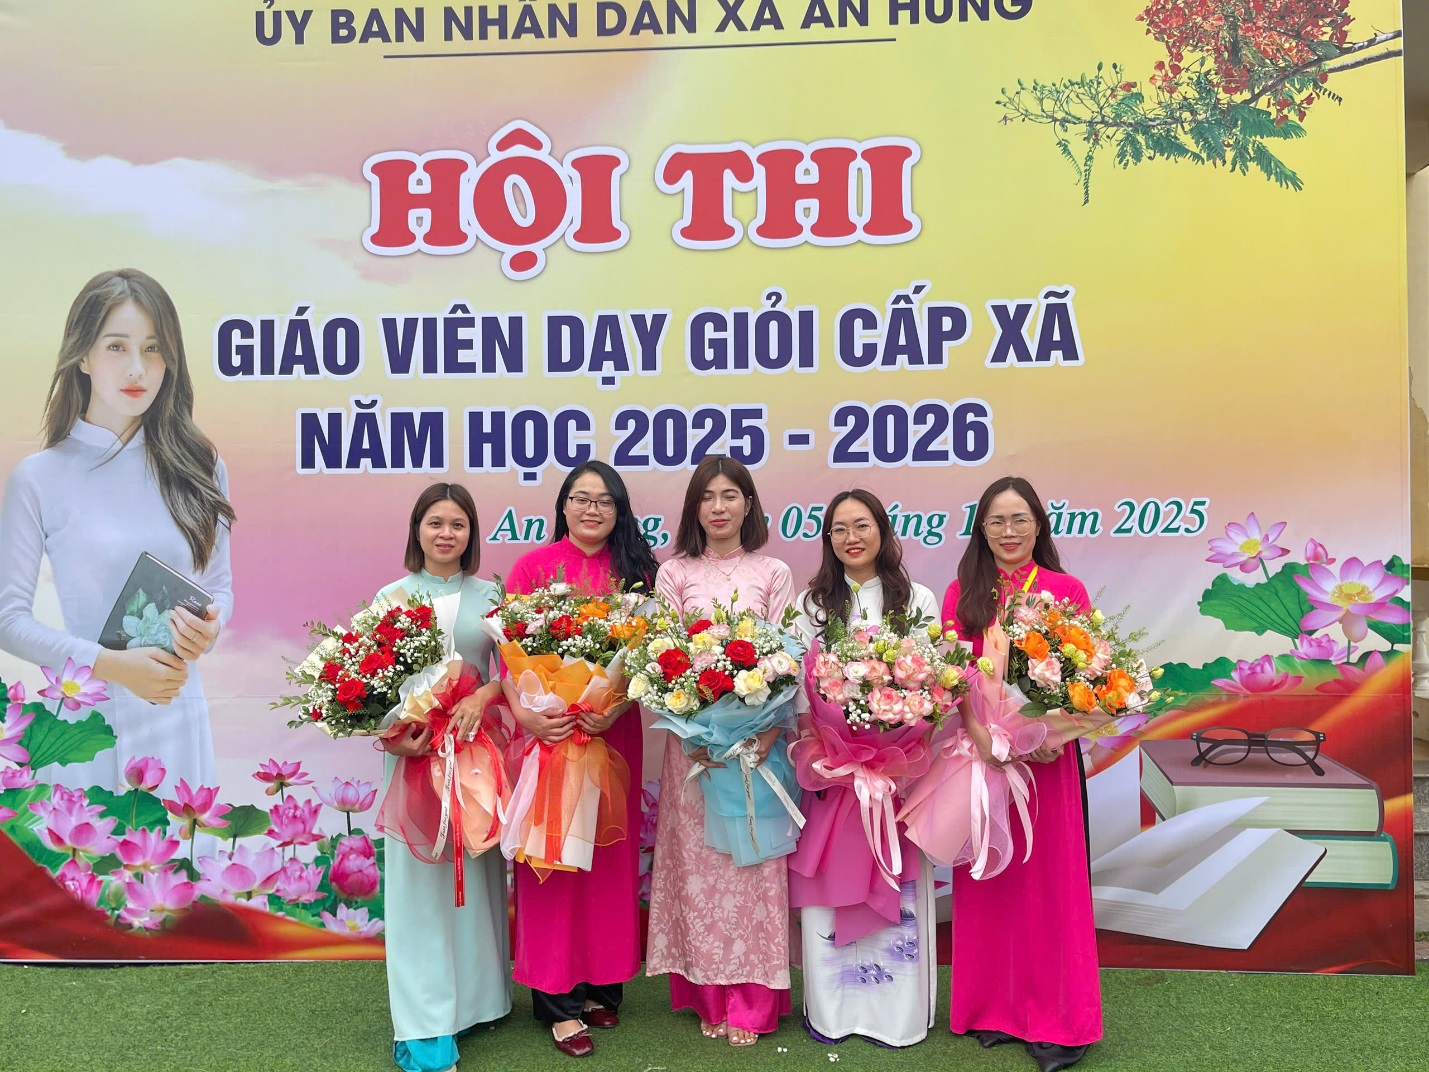 ỦY BAN NHÂN DÂN XÃ AN HƯNG
HỘI THI
GIÁO VIÊN DẠY GIỎI CẤP XÃ
NĂM HỌC 2025 - 2026
An 05 năm 2025